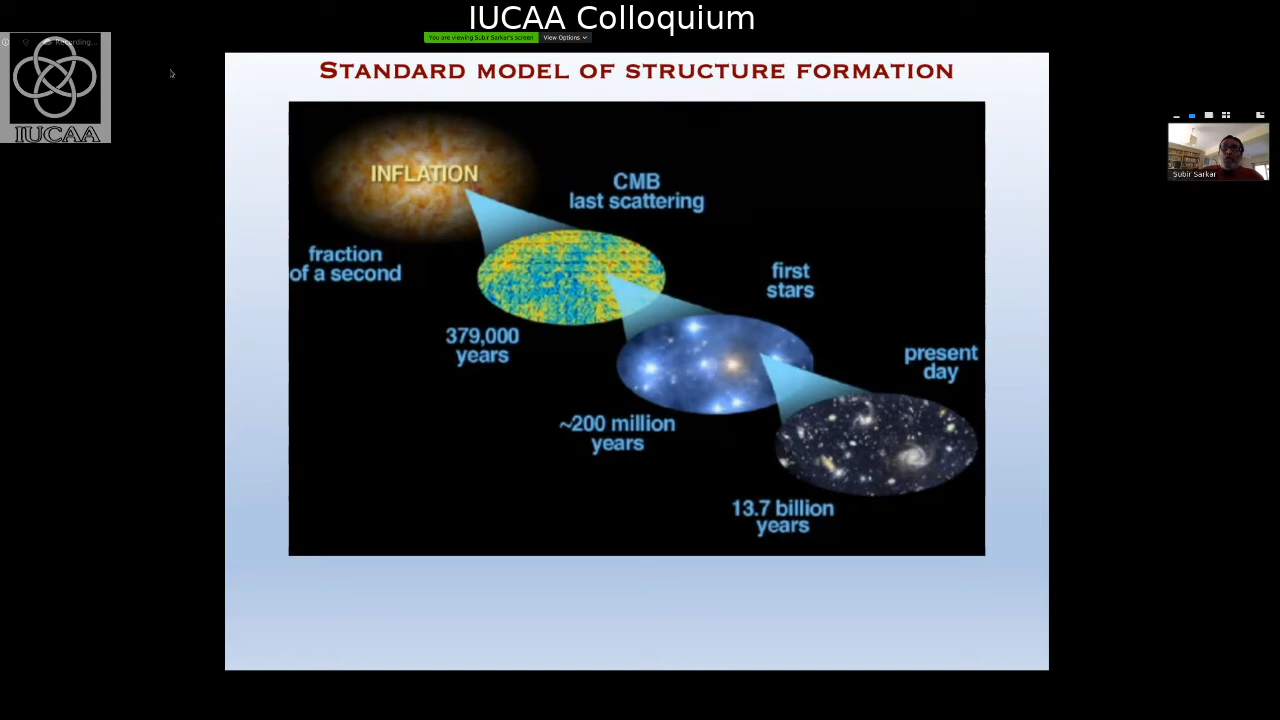 IUCAA Colloquium
You are viewing Subir Sarkar's screen
View Options
Recording...
IUCAA
STANDARD MODEL OF STRUCTURE FORMATION
INFLATION
CMB
last scattering
fraction
of a second
first
stars
379,000
years
present
day
~200 million
years
13.7 billion
years
Subir Sarkar